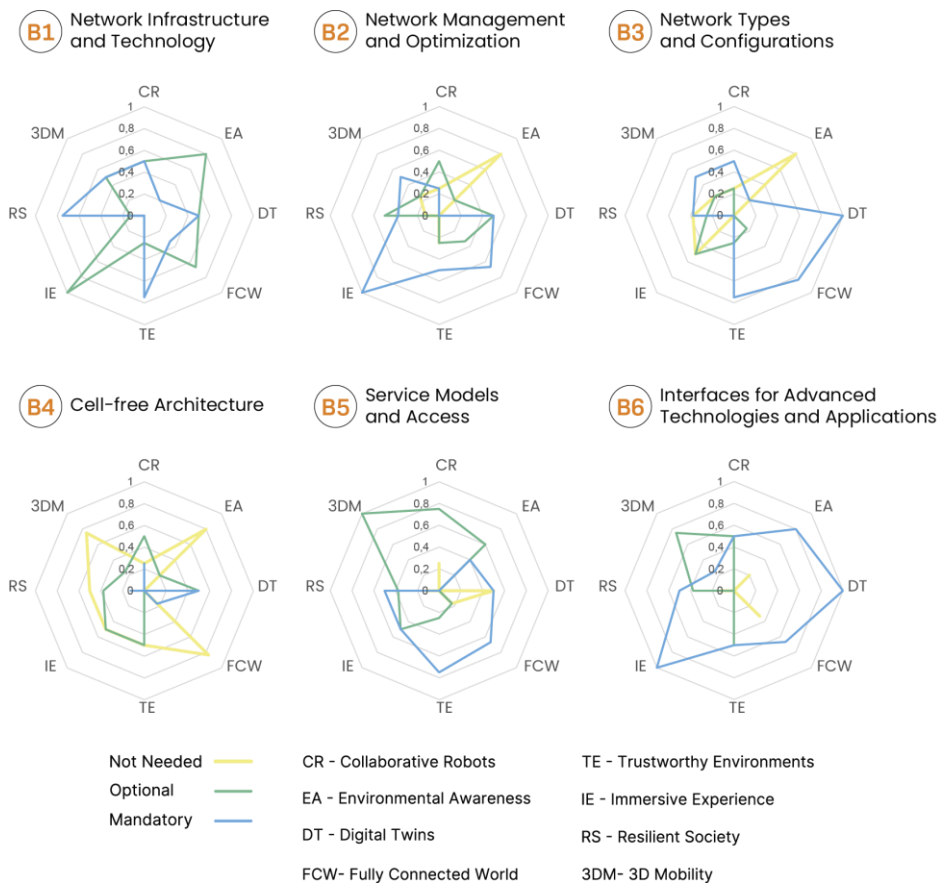 B1 Network Infrastructure
and Technology
CR
EA
DT
FCW
TE
IE
RS
3DM
1
0,8
0,6
0,4
0,2
0
B2 Network Management
and Optimization
CR
EA
DT
FCW
TE
IE
RS
3DM
1
0,8
0,6
0,4
0,2
0
B3 Network Types
and Configurations
CR
EA
DT
FCW
TE
IE
RS
3DM
1
0,8
0,6
0,4
0,2
0
B4 Cell-free Architecture
CR
EA
DT
FCW
TE
IE
RS
3DM
1
0,8
0,6
0,4
0,2
0
B5 Service Models
and Access
CR
EA
DT
FCW
TE
IE
RS
3DM
1
0,8
0,6
0,4
0,2
0
B6 Interfaces for Advanced
Technologies and Applications
CR
EA
DT
FCW
TE
IE
RS
3DM
1
0,8
0,6
0,4
0,2
0
Not Needed
Optional
Mandatory
CR - Collaborative Robots
EA - Environmental Awareness
DT - Digital Twins
FCW- Fully Connected World
TE - Trustworthy Environments
IE - Immersive Experience
RS - Resilient Society
3DM- 3D Mobility